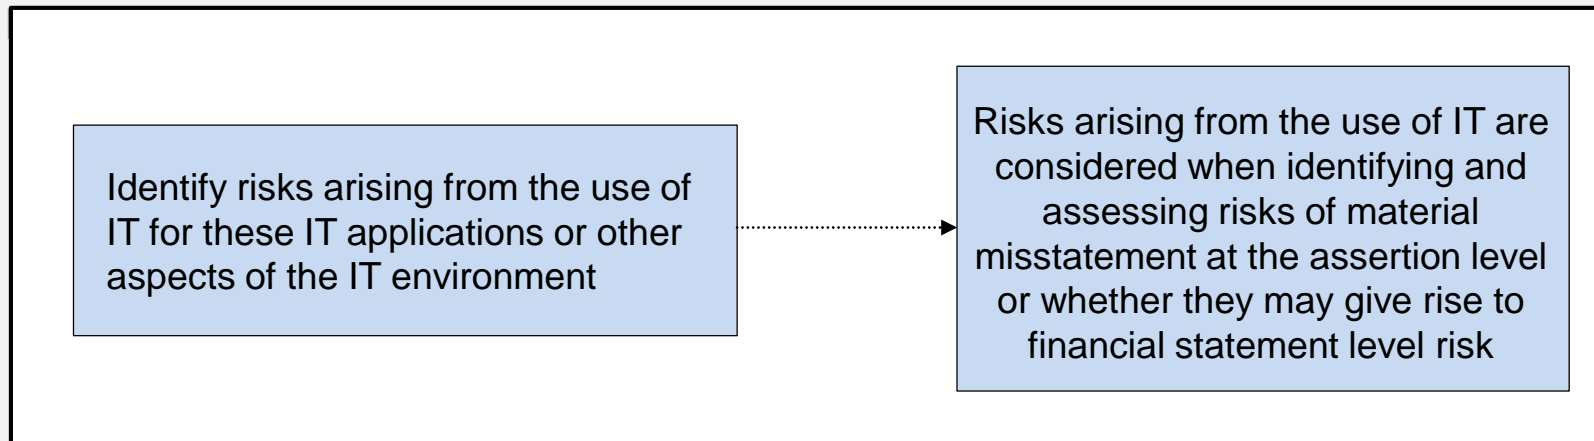 Identify risks arising from the use of
IT for these IT applications or other
aspects of the IT environment
Risks arising from the use of IT are
considered when identifying and
assessing risks of material
misstatement at the assertion level
or whether they may give rise to
financial statement level risk